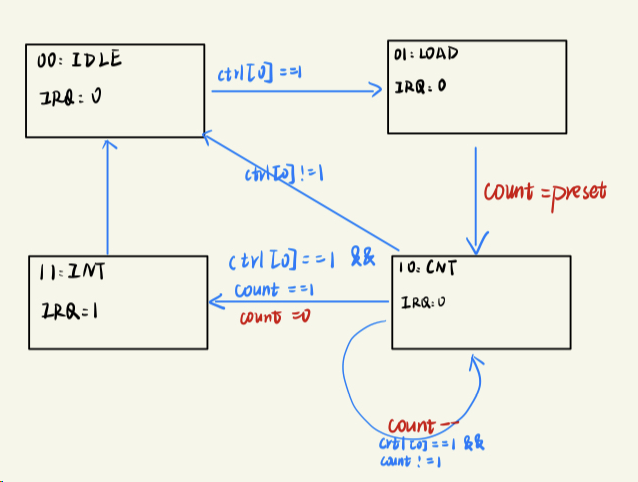 00: IDLE
IRQ: 0
ctrl[0]==1
01: LOAD
IRQ: 0
ctrl[0]!=1
count=preset
11: INT
IRQ=1
ctrl[0]==1 &&
count==1
count=0
10: CNT
IRQ:0
count--
crtl[0]==1 &&
count!=1